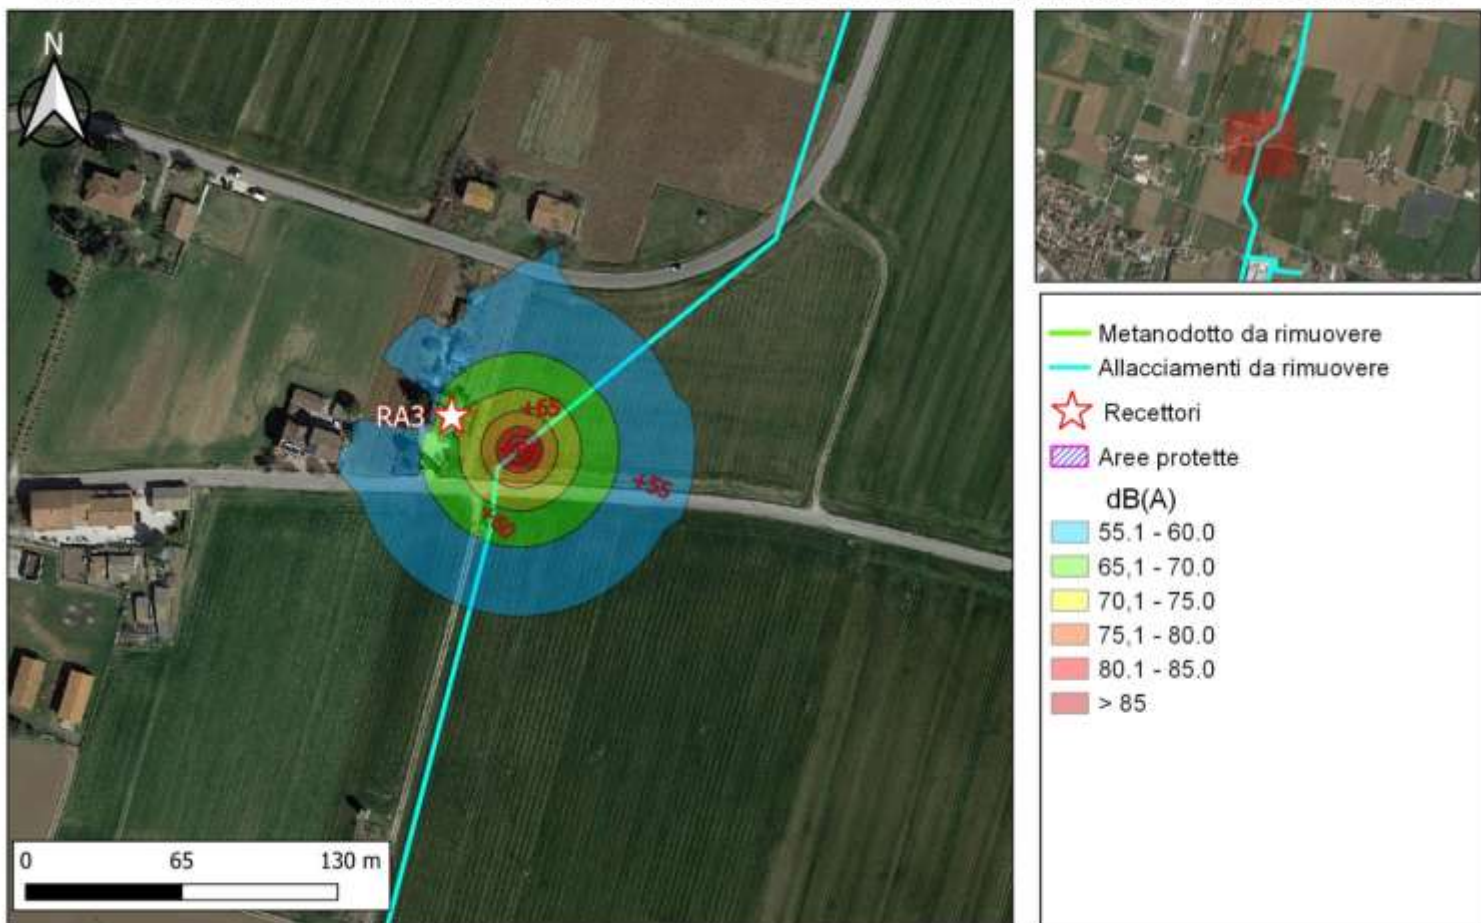 N
RA3
+65
+55
+60
0 65 130 m
Metanodotto da rimuovere
Allacciamenti da rimuovere
Recettori
Aree protette
dB(A)
55.1 - 60.0
65,1 - 70.0
70,1 - 75.0
75,1 - 80.0
80.1 - 85.0
> 85